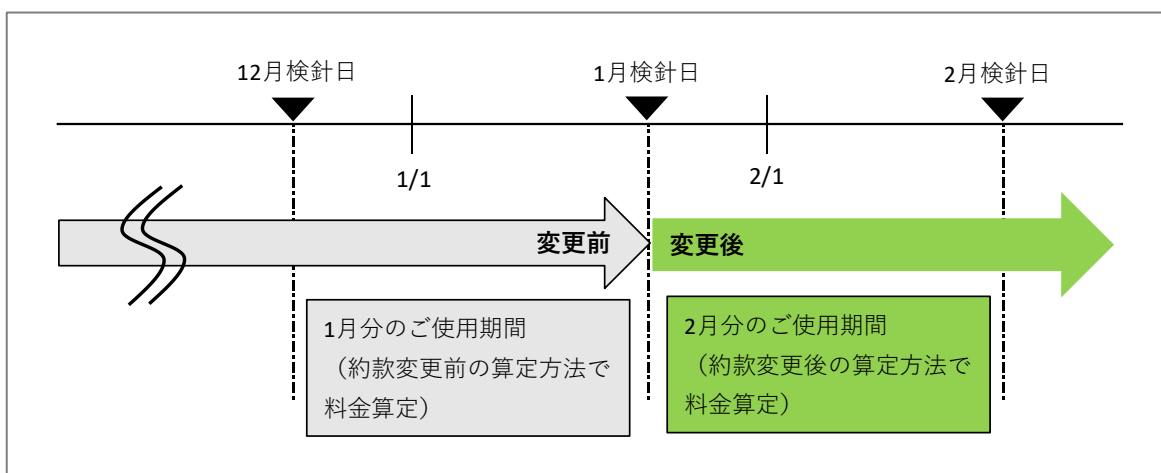 12月検針日
1月検針日
2月検針日
1/1
2/1
変更前
変更後
1月分のご使用期間
（約款変更前の算定方法で
料金算定）
2月分のご使用期間
（約款変更後の算定方法で
料金算定）